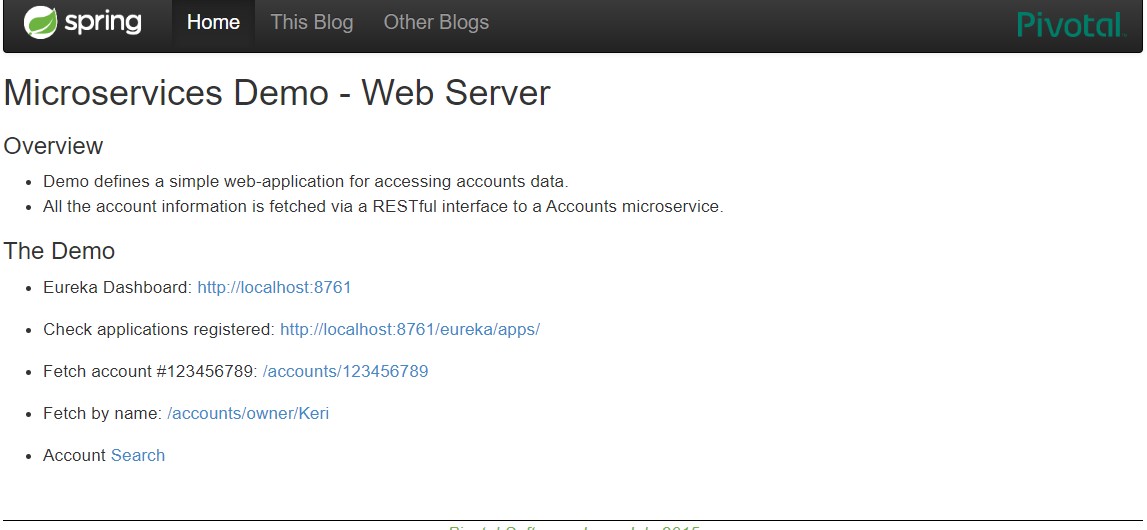 spring Home This Blog Other Blogs Pivotal
Microservices Demo - Web Server
Overview
Demo defines a simple web-application for accessing accounts data.
All the account information is fetched via a RESTful interface to a Accounts microservice.
The Demo
Eureka Dashboard: http://localhost:8761
Check applications registered: http://localhost:8761/eureka/apps/
Fetch account #123456789: /accounts/123456789
Fetch by name: /accounts/owner/Keri
Account Search